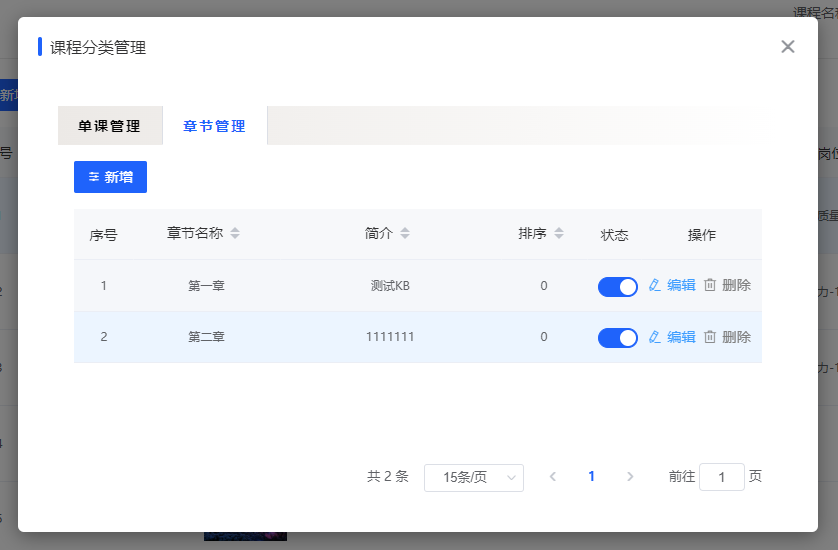 课程名
课程分类管理
新增
单课管理 章节管理
号
岗位
新增
质量
序号 章节名称 简介 排序 状态 操作
1 第一章 测试KB 0 编辑 删除
2 第二章 1111111 0 编辑 删除
共 2 条 15条/页 1 前往 1 页